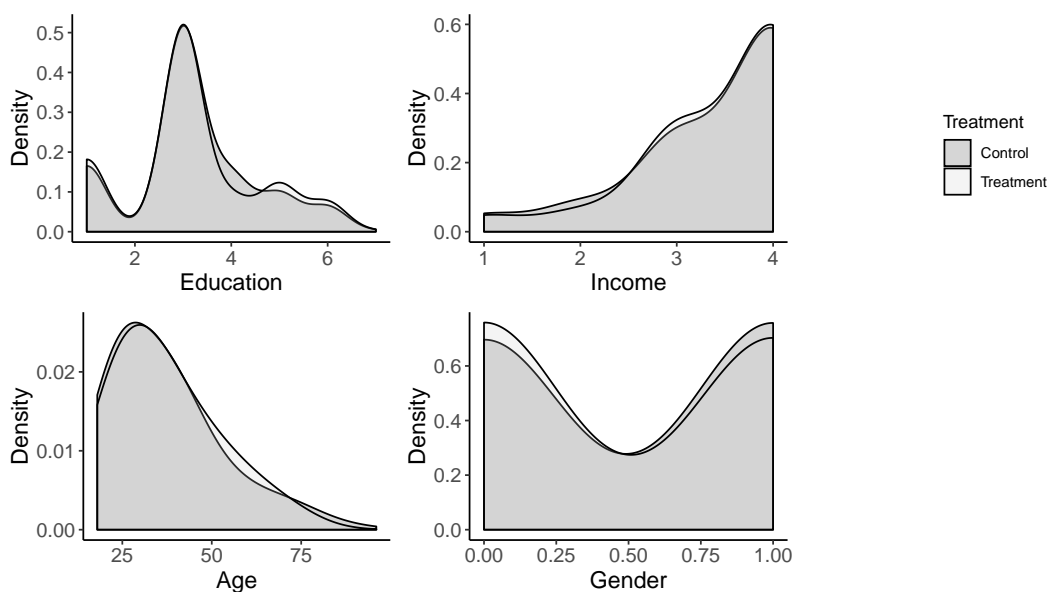 Density
0.5
0.4
0.3
0.2
0.1
0.0
2 4 6
Education
Density
0.6
0.4
0.2
0.0
1 2 3 4
Income
Treatment
Control
Treatment
Density
0.02
0.01
0.00
25 50 75
Age
Density
0.6
0.4
0.2
0.0
0.00 0.25 0.50 0.75 1.00
Gender